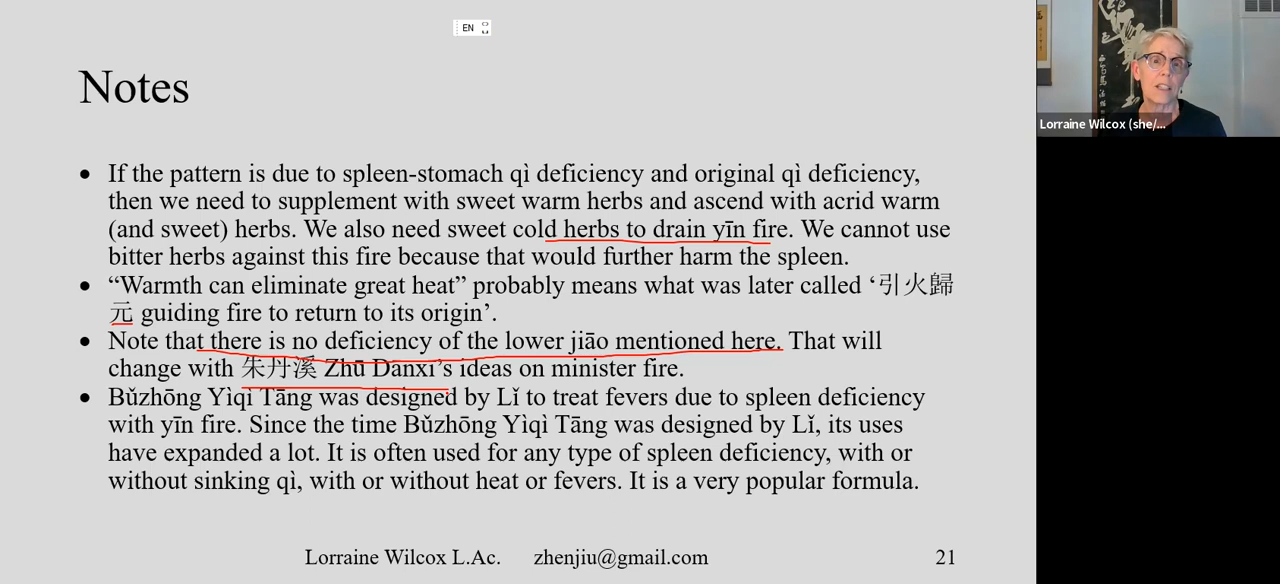 EN
Notes
• If the pattern is due to spleen-stomach qì deficiency and original qì deficiency,
then we need to supplement with sweet warm herbs and ascend with acrid warm
(and sweet) herbs. We also need sweet cold herbs to drain yīn fire. We cannot use
bitter herbs against this fire because that would further harm the spleen.
• “Warmth can eliminate great heat” probably means what was later called ‘引火歸
元 guiding fire to return to its origin’.
• Note that there is no deficiency of the lower jiāo mentioned here. That will
change with 朱丹溪 Zhū Dānxī’s ideas on minister fire.
• Bǔzhōng Yìqì Tāng was designed by Lǐ to treat fevers due to spleen deficiency
with yīn fire. Since the time Bǔzhōng Yìqì Tāng was designed by Lǐ, its uses
have expanded a lot. It is often used for any type of spleen deficiency, with or
without sinking qì, with or without heat or fevers. It is a very popular formula.
Lorraine Wilcox L.Ac. zhenjiu@gmail.com 21
Lorraine Wilcox (she/...